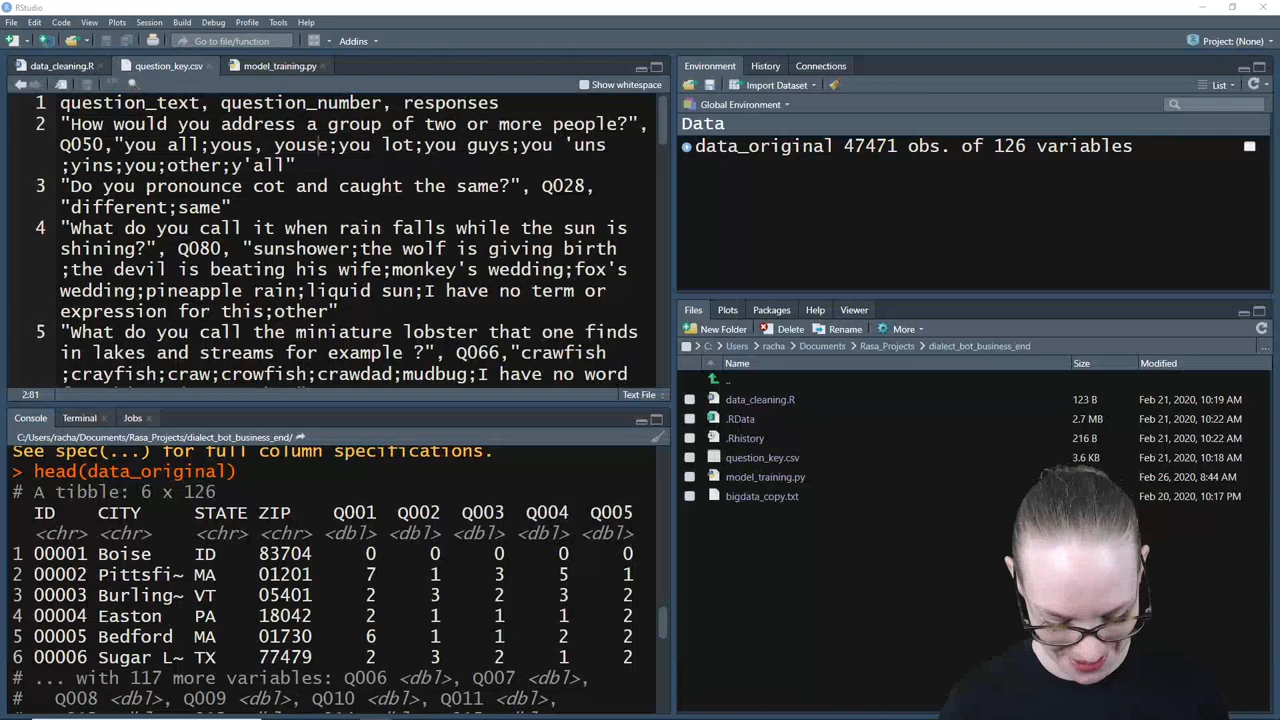 RStudio
File Edit Code View Plots Session Build Debug Profile Tools Help
Go to file/function Addins Project: (None)
data_cleaning.R question_key.csv model_training.py
Show whitespace
1 question_text, question_number, responses
2 "How would you address a group of two or more people?",
Q050,"you all;yous, youse;you lot;you guys;you 'uns
;yins;you;other;y'all"
3 "Do you pronounce cot and caught the same?", Q028,
"different;same"
4 "What do you call it when rain falls while the sun is
shining?", Q080, "sunshower;the wolf is giving birth
;the devil is beating his wife;monkey's wedding;fox's
wedding;pineapple rain;liquid sun;I have no term or
expression for this;other"
5 "What do you call the miniature lobster that one finds
in lakes and streams for example ?", Q066,"crawfish
;crayfish;craw;crowfish;crawdad;mudbug;I have no word
2:81 Text File
Console Terminal Jobs
C:/Users/racha/Documents/Rasa_Projects/dialect_bot_business_end/
See spec(...) for full column specifications.
> head(data_original)
# A tibble: 6 x 126
ID CITY STATE ZIP Q001 Q002 Q003 Q004 Q005
<chr> <chr> <chr> <chr> <dbl> <dbl> <dbl> <dbl> <dbl>
1 00001 Boise ID 83704 0 0 0 0 0
2 00002 Pittsfi~ MA 01201 7 1 3 5 1
3 00003 Burling~ VT 05401 2 3 2 3 2
4 00004 Easton PA 18042 2 1 1 1 2
5 00005 Bedford MA 01730 6 1 1 2 2
6 00006 Sugar L~ TX 77479 2 3 2 1 2
# ... with 117 more variables: Q006 <dbl>, Q007 <dbl>,
# Q008 <dbl>, Q009 <dbl>, Q010 <dbl>, Q011 <dbl>,
Environment History Connections
Import Dataset List
Global Environment
Data
data_original 47471 obs. of 126 variables
Files Plots Packages Help Viewer
New Folder Delete Rename More
C: > Users > racha > Documents > Rasa_Projects > dialect_bot_business_end
Name Size Modified
..
data_cleaning.R 123 B Feb 21, 2020, 10:19 AM
.RData 2.7 MB Feb 21, 2020, 10:22 AM
.Rhistory 216 B Feb 21, 2020, 10:22 AM
question_key.csv 3.6 KB Feb 21, 2020, 10:18 AM
model_training.py Feb 26, 2020, 8:44 AM
bigdata_copy.txt Feb 20, 2020, 10:17 PM